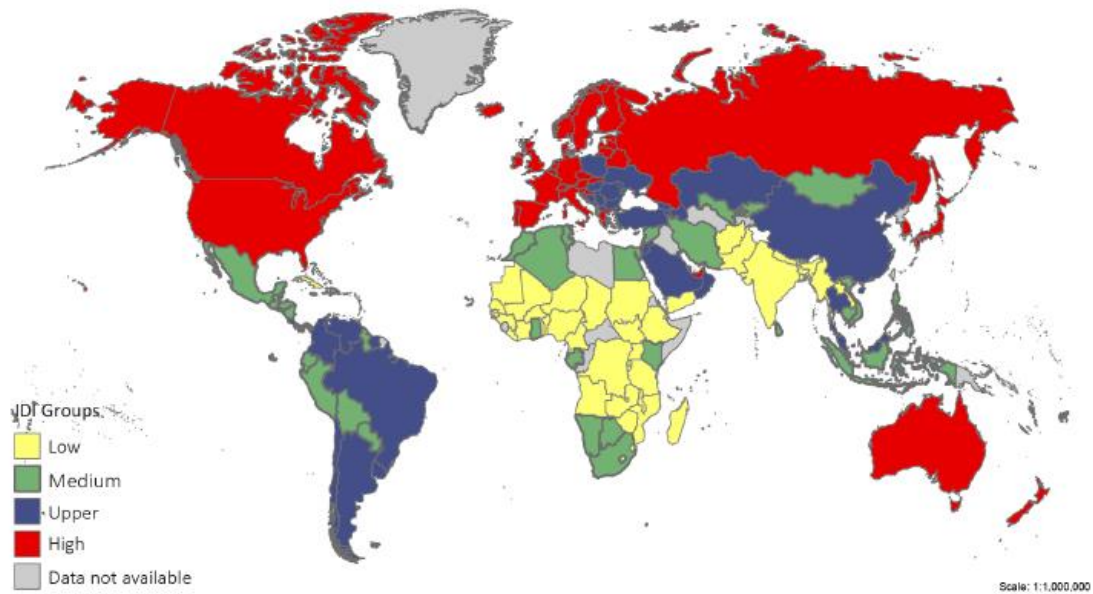 IDI Groups
Low
Medium
Upper
High
Data not available
Scale: 1:1,000,000